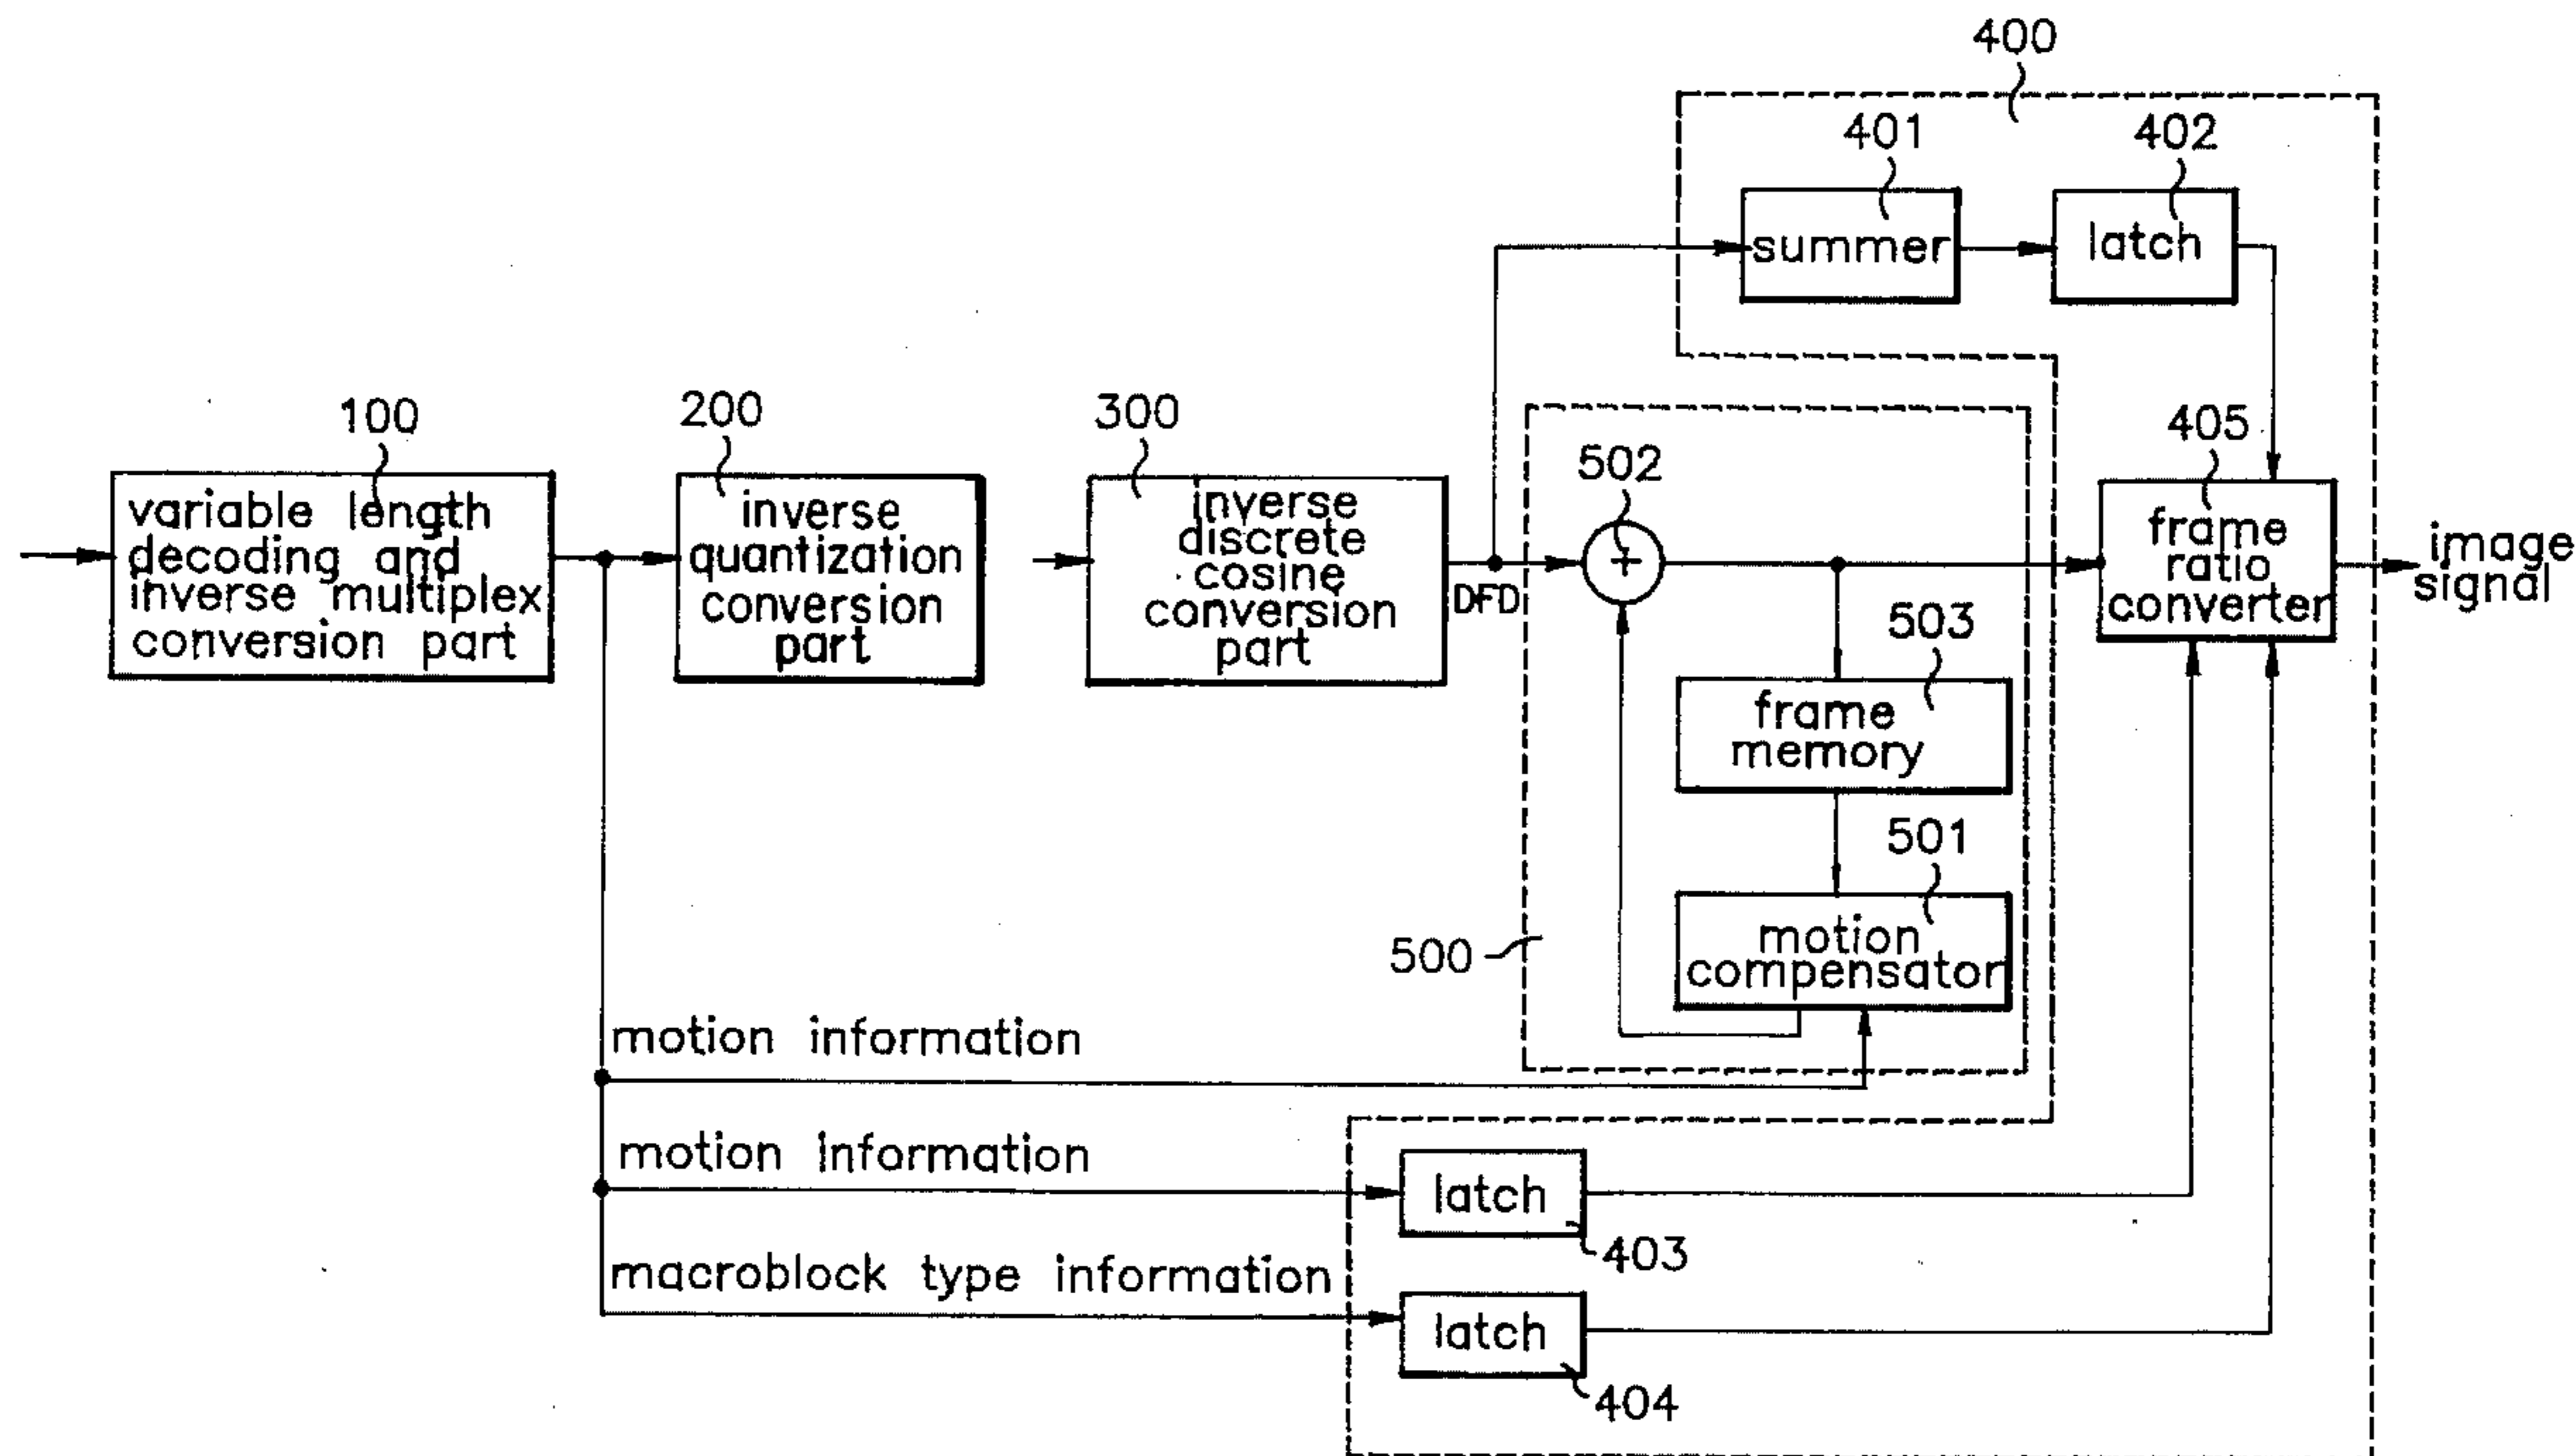 400
401
402
summer
latch
100
200
300
405
502
variable length
decoding and
inverse multiplex
conversion part
inverse
quantization
conversion
part
inverse
discrete
cosine
conversion
part
DFD
+
frame
ratio
converter
image
signal
503
frame
memory
501
motion
compensator
500
motion information
motion information
latch
403
macroblock type information
latch
404